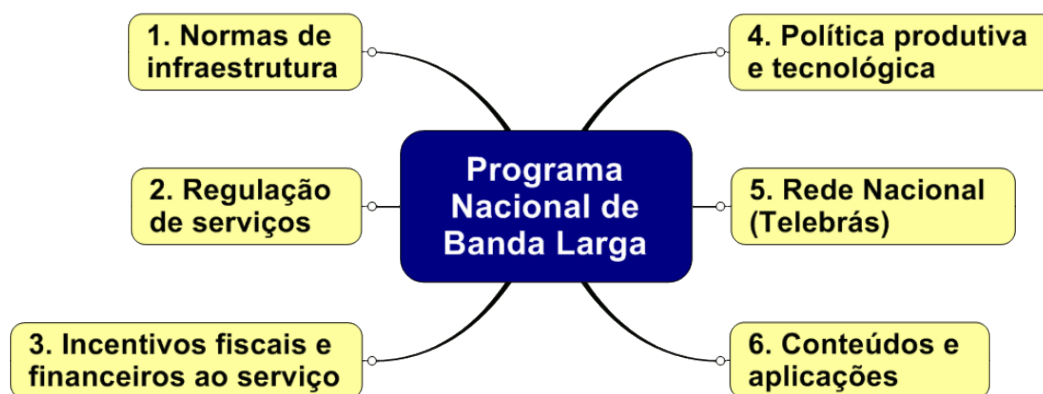 1. Normas de
infraestrutura
2. Regulação
de serviços
3. Incentivos fiscais e
financeiros ao serviço
Programa
Nacional de
Banda Larga
4. Política produtiva
e tecnológica
5. Rede Nacional
(Telebrás)
6. Conteúdos e
aplicações